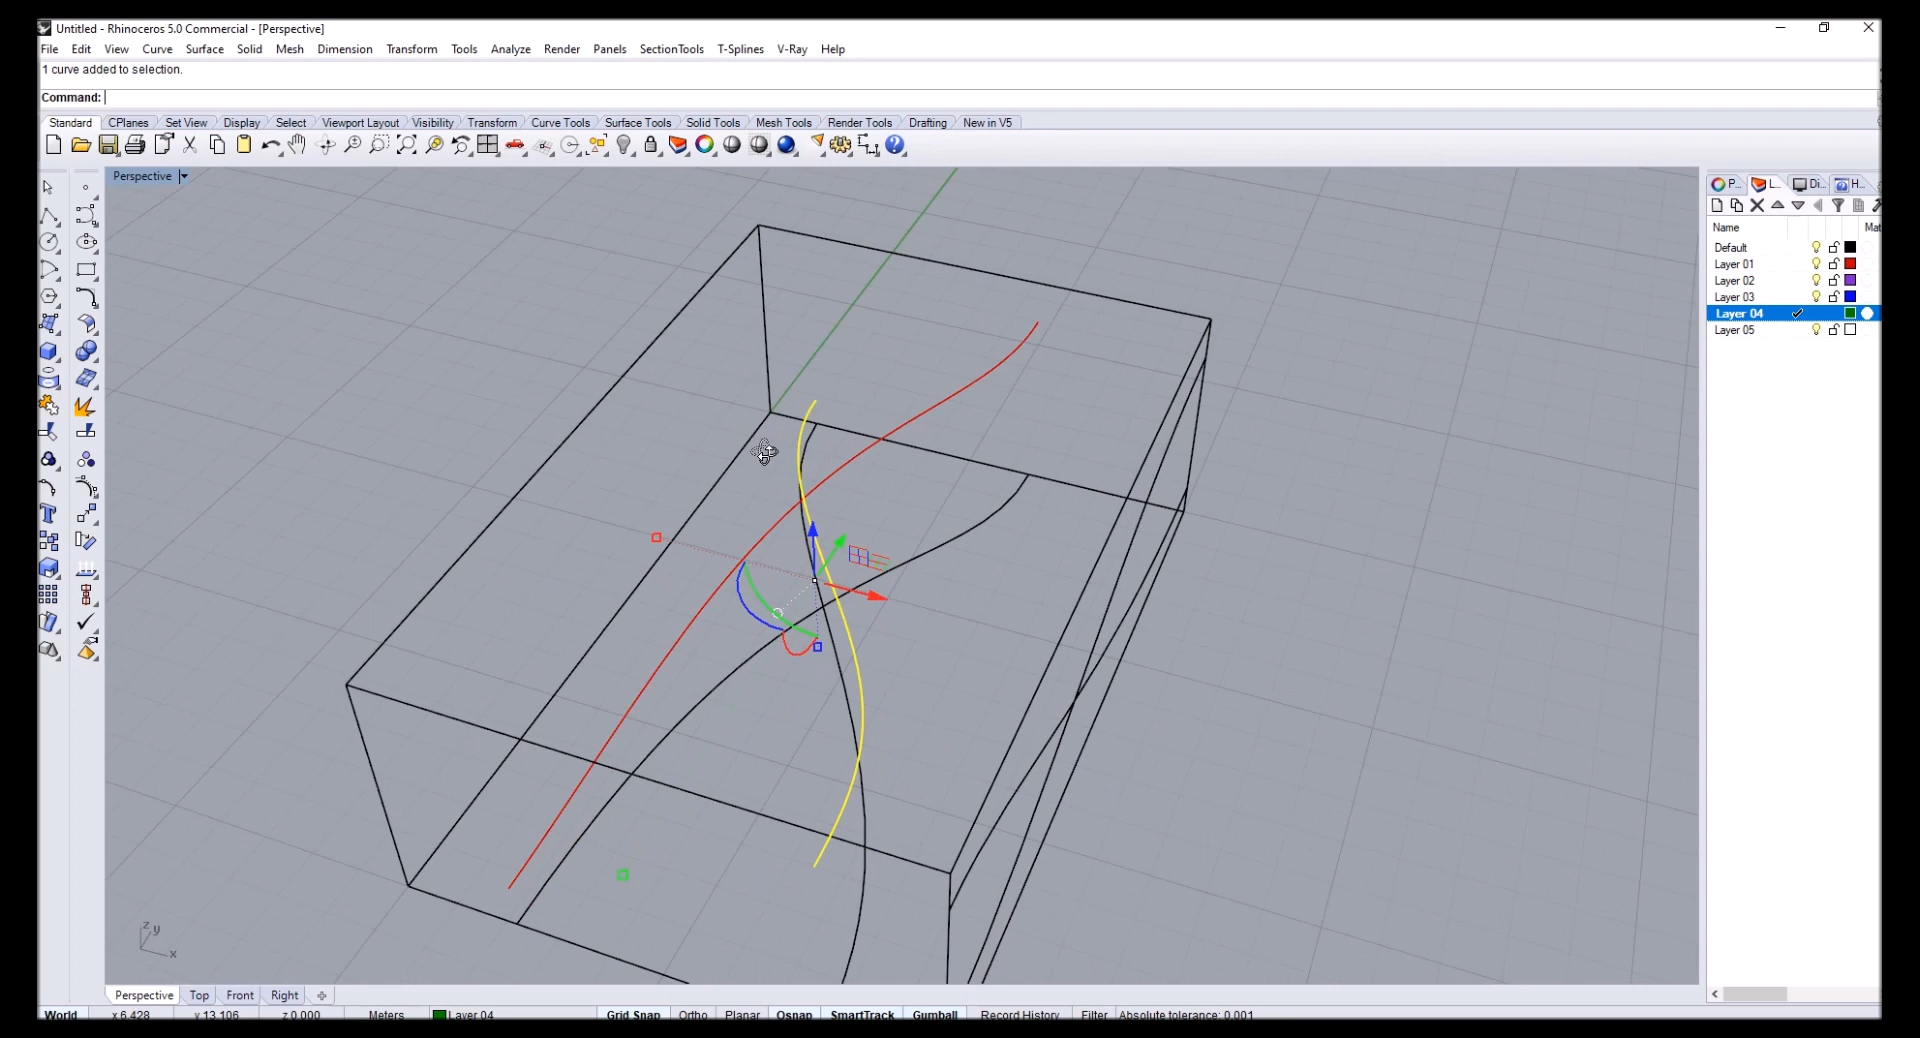 Untitled - Rhinoceros 5.0 Commercial - [Perspective]
File Edit View Curve Surface Solid Mesh Dimension Transform Tools Analyze Render Panels SectionTools T-Splines V-Ray Help
1 curve added to selection.
Command:
Standard CPlanes Set View Display Select Viewport Layout Visibility Transform Curve Tools Surface Tools Solid Tools Mesh Tools Render Tools Drafting New in V5
Perspective
P... L... Di... H...
Name Mat
Default
Layer 01
Layer 02
Layer 03
Layer 04
Layer 05
z y
x
Perspective Top Front Right
World x 6.428 y 13.106 z 0.000 Meters Layer 04 Grid Snap Ortho Planar Osnap SmartTrack Gumball Record History Filter Absolute tolerance: 0.001